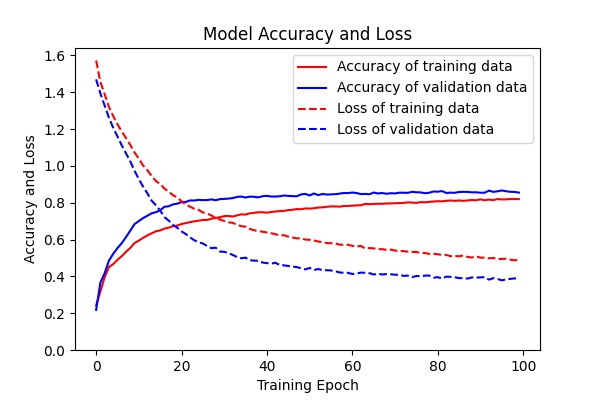 Model Accuracy and Loss
1.6
1.4
1.2
1.0
0.8
0.6
0.4
0.2
0.0
Accuracy and Loss
Accuracy of training data
Accuracy of validation data
Loss of training data
Loss of validation data
0 20 40 60 80 100
Training Epoch